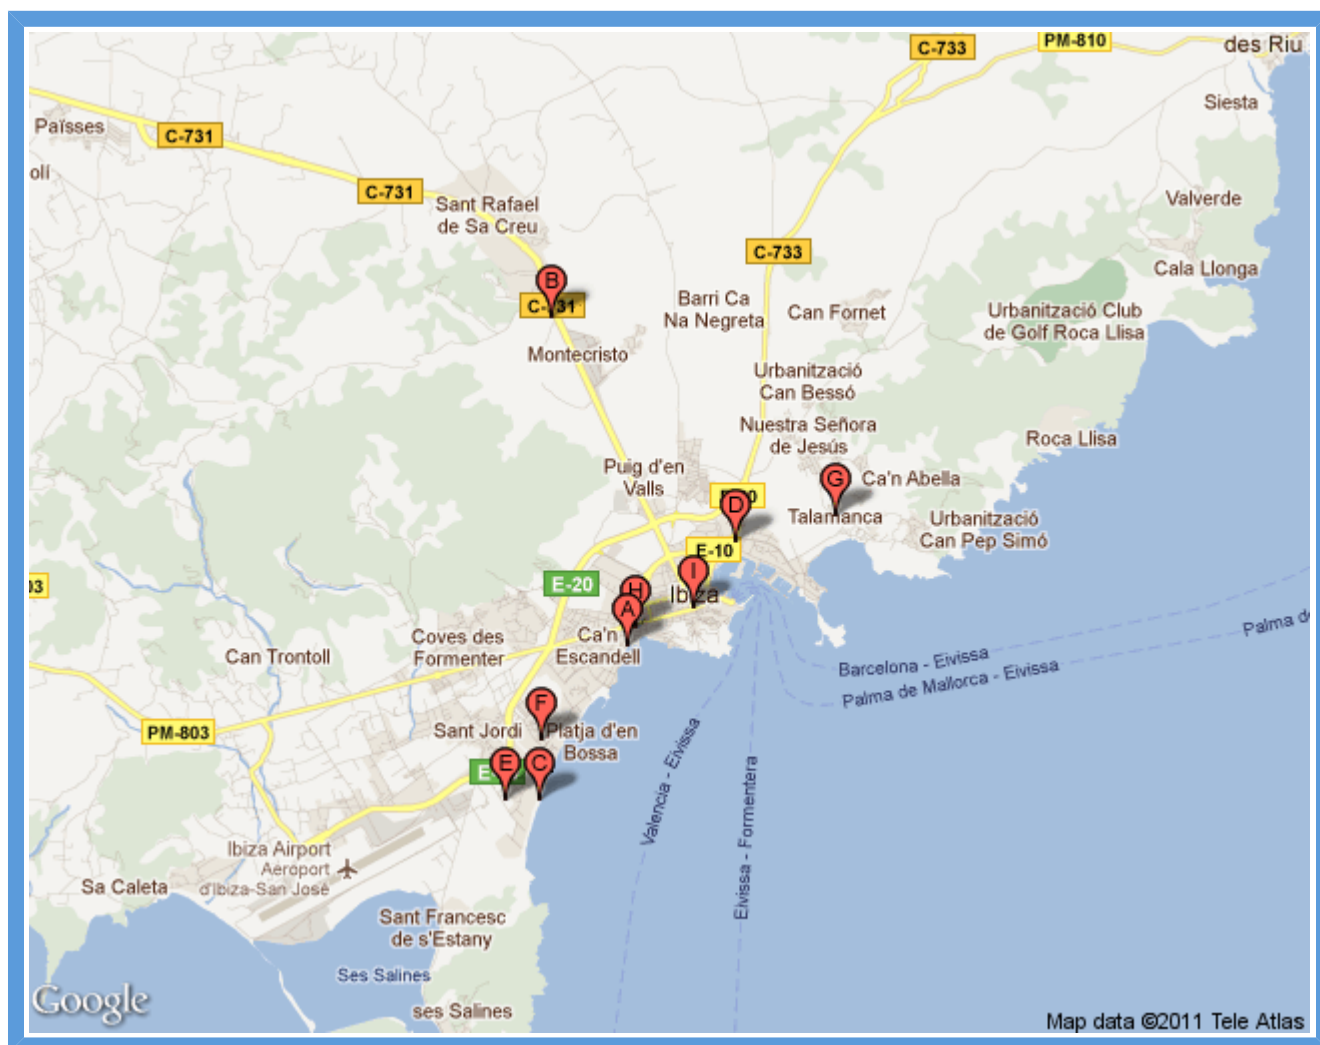 C-733
PM-810
des Riu
Siesta
Països
C-731
olí
C-731
Sant Rafael
de Sa Creu
Valverde
C-733
Cala Llonga
B
Barri Ca
Na Negreta
Can Fornet
Urbanització Club
de Golf Roca Llisa
Montecristo
Urbanització
Can Bessó
Nuestra Señora
de Jesús
Roca Llisa
Puig d'en
Valls
G
Ca'n Abella
D
Talamanca
Urbanització
Can Pep Simó
E-10
I
Ibiza
E-20
H
A
03
Ca'n
Escandell
Coves des
Formenter
Can Trontoll
Palma de
Barcelona - Eivissa
Palma de Mallorca - Eivissa
PM-803
F
Sant Jordi
Platja d'en
Bossa
E
C
Valencia - Eivissa
Eivissa - Formentera
Ibiza Airport
Aeroport
d'Ibiza-San José
Sa Caleta
Sant Francesc
de s'Estany
Ses Salines
ses Salines
Google
Map data ©2011 Tele Atlas